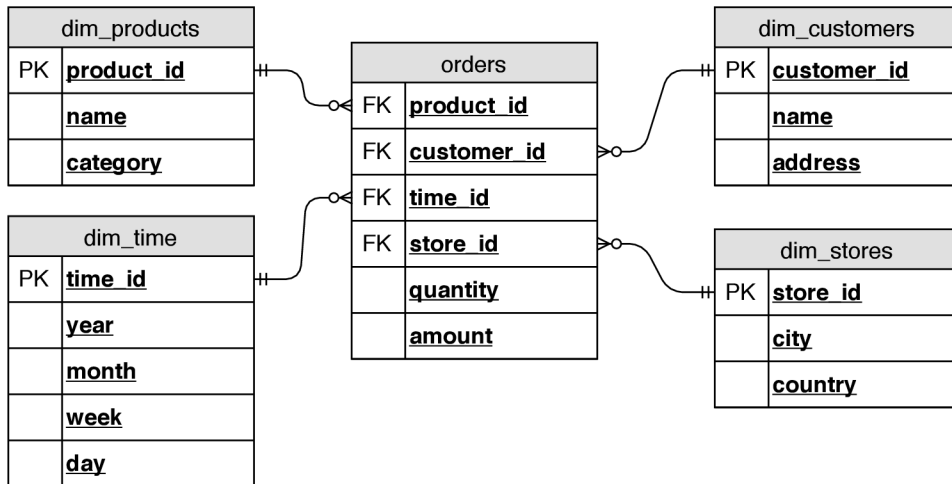 dim_products
PK product_id
name
category
dim_time
PK time_id
year
month
week
day
orders
FK product_id
FK customer_id
FK time_id
FK store_id
quantity
amount
dim_customers
PK customer_id
name
address
dim_stores
PK store_id
city
country